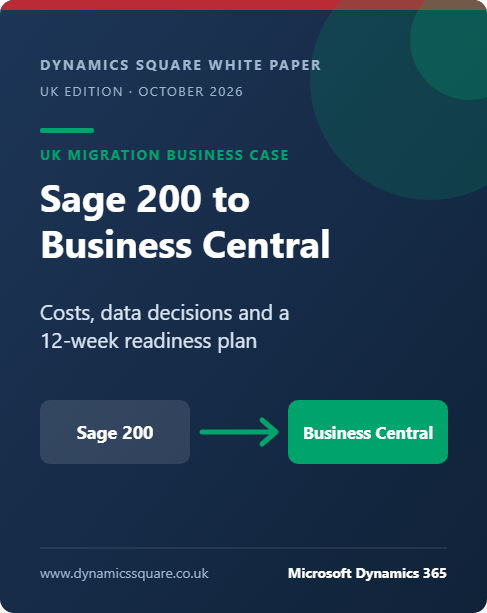 DYNAMICS SQUARE WHITE PAPER
UK EDITION · OCTOBER 2026
UK MIGRATION BUSINESS CASE
Sage 200 to
Business Central
Costs, data decisions and a
12-week readiness plan
Sage 200
Business Central
www.dynamicssquare.co.uk
Microsoft Dynamics 365